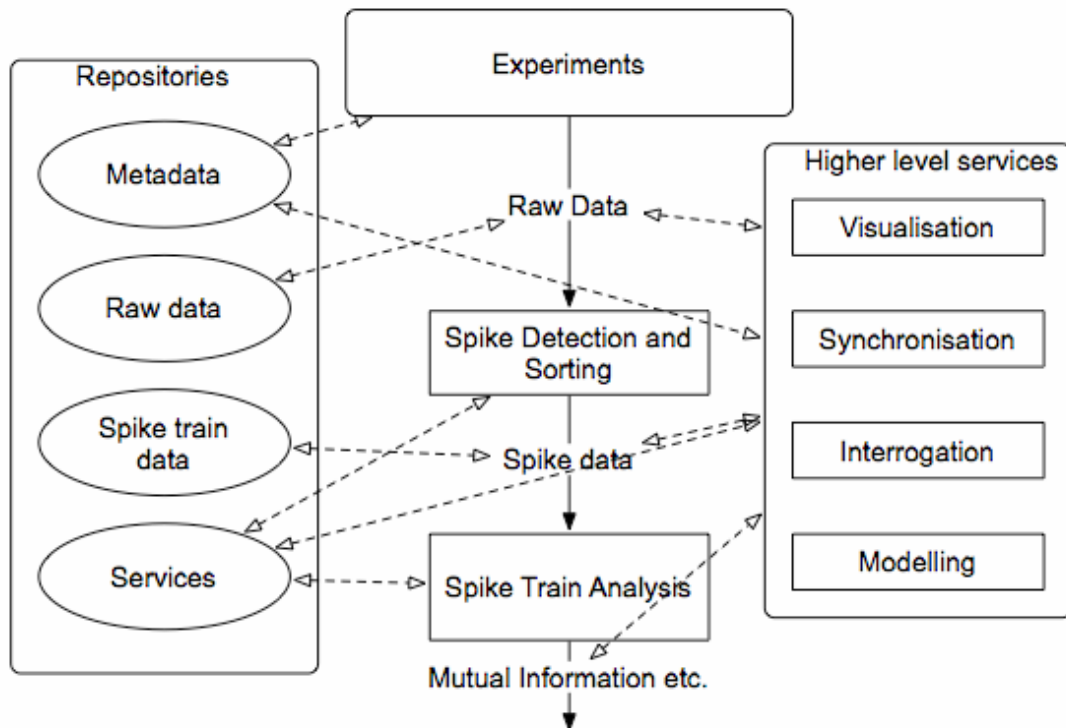 Repositories
Metadata
Raw data
Spike train
data
Services
Experiments
Raw Data
Spike Detection and
Sorting
Spike data
Spike Train Analysis
Mutual Information etc.
Higher level services
Visualisation
Synchronisation
Interrogation
Modelling